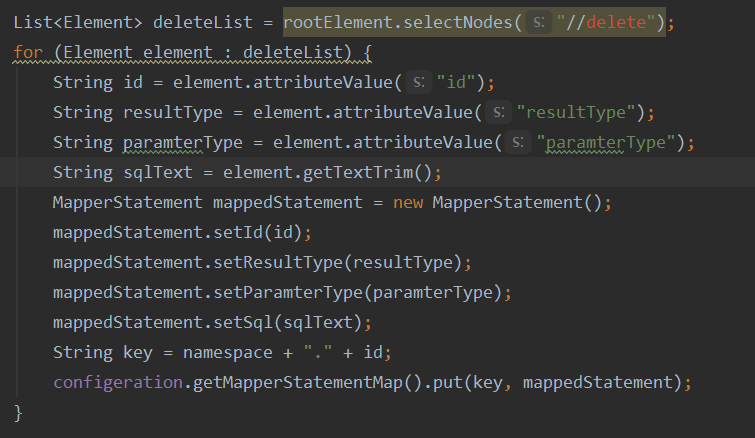 List<Element> deleteList = rootElement.selectNodes( s: "//delete");
for (Element element : deleteList) {
    String id = element.attributeValue( s: "id");
    String resultType = element.attributeValue( s: "resultType");
    String paramterType = element.attributeValue( s: "paramterType");
    String sqlText = element.getTextTrim();
    MapperStatement mappedStatement = new MapperStatement();
    mappedStatement.setId(id);
    mappedStatement.setResultType(resultType);
    mappedStatement.setParamterType(paramterType);
    mappedStatement.setSql(sqlText);
    String key = namespace + "." + id;
    configeration.getMapperStatementMap().put(key, mappedStatement);
}